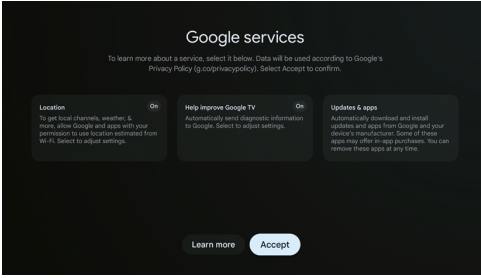 Google services
To learn more about a service, select it below. Data will be used according to Google's
Privacy Policy (g.co/privacypolicy). Select Accept to confirm.
Location
On
To get local channels, weather, &
more, allow Google and apps with your
permission to use location estimated from
Wi-Fi. Select to adjust settings.
Help improve Google TV
On
Automatically send diagnostic information
to Google. Select to adjust settings.
Updates & apps
Automatically download and install
updates and apps from Google and your
device's manufacturer. Some of these
apps may offer in-app purchases. You can
remove these apps at any time.
Learn more
Accept